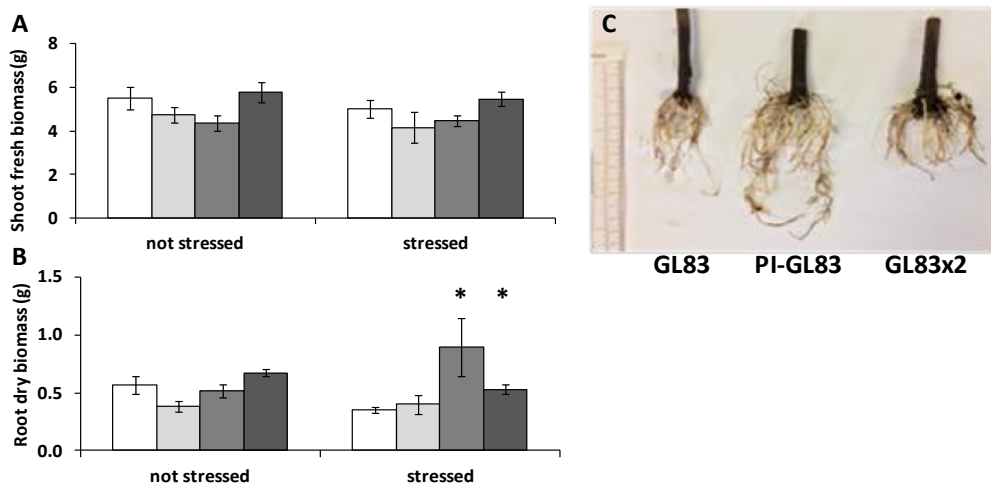 A
Shoot fresh biomass (g)
8
6
4
2
0
not stressed
stressed
B
Root dry biomass (g)
1.5
1.0
0.5
0.0
* *
not stressed
stressed
C
GL83 PI-GL83 GL83x2